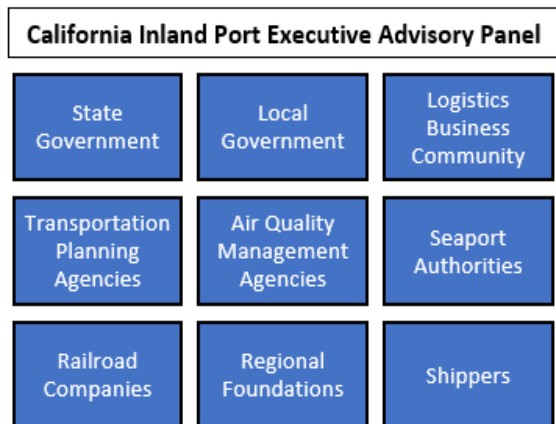 California Inland Port Executive Advisory Panel
State
Government
Local
Government
Logistics
Business
Community
Transportation
Planning
Agencies
Air Quality
Management
Agencies
Seaport
Authorities
Railroad
Companies
Regional
Foundations
Shippers